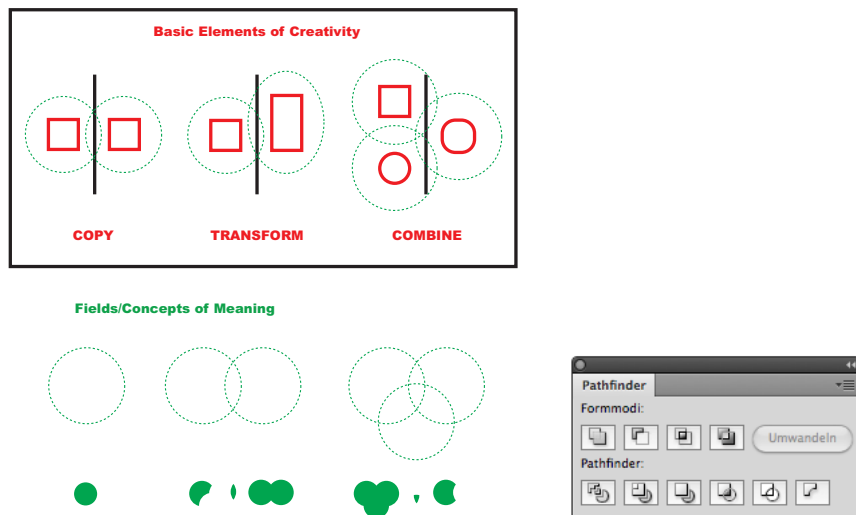 Basic Elements of Creativity
COPY
TRANSFORM
COMBINE
Fields/Concepts of Meaning
Pathfinder
Formmodi:
Umwandeln
Pathfinder: